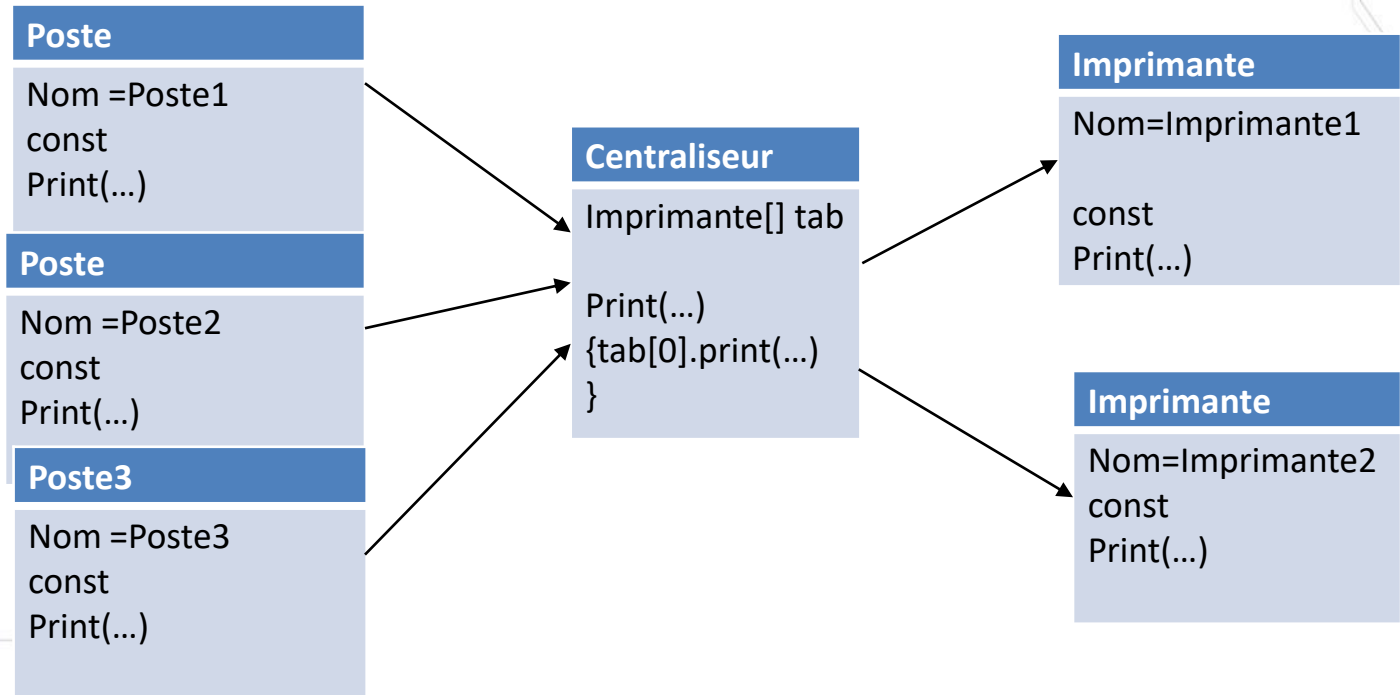 Poste
Nom =Poste1
const
Print(…)
Poste
Nom =Poste2
const
Print(…)
Poste3
Nom =Poste3
const
Print(…)
Centraliseur
Imprimante[] tab
Print(…)
{tab[0].print(…)
}
Imprimante
Nom=Imprimante1
const
Print(…)
Imprimante
Nom=Imprimante2
const
Print(…)